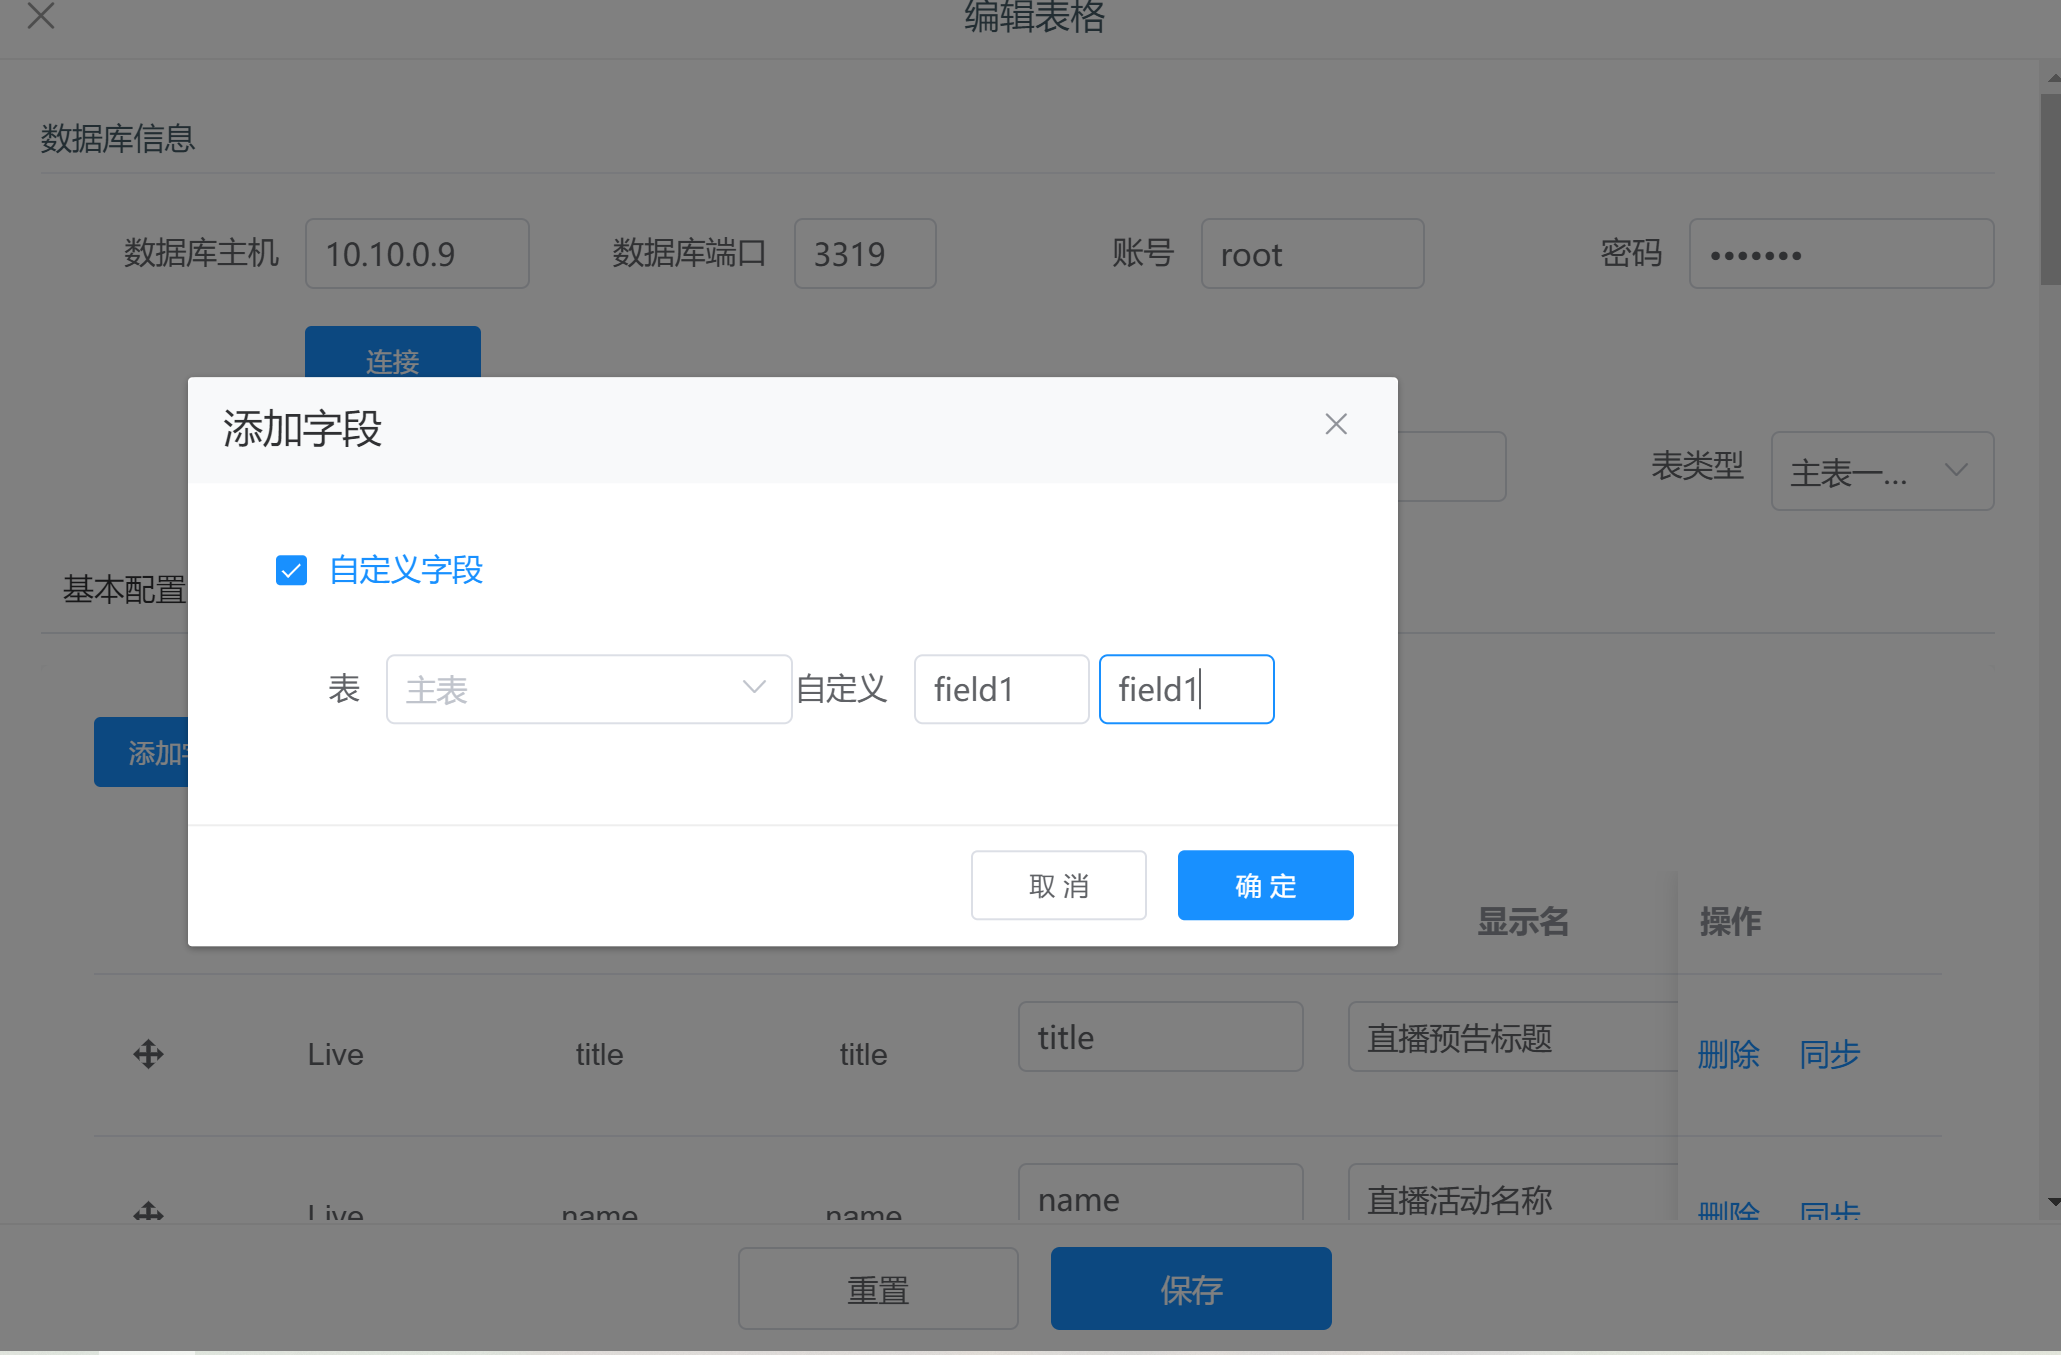 编辑表格
数据库信息
数据库主机 10.10.0.9 数据库端口 3319 账号 root 密码 •••••••
连接
添加字段
表类型 主表一...
自定义字段
基本配置
表 主表 自定义 field1 field1
添加
取 消 确 定
显示名 操作
Live title title title 直播预告标题 删除 同步
Live name name name 直播活动名称 删除 同步
重置 保存